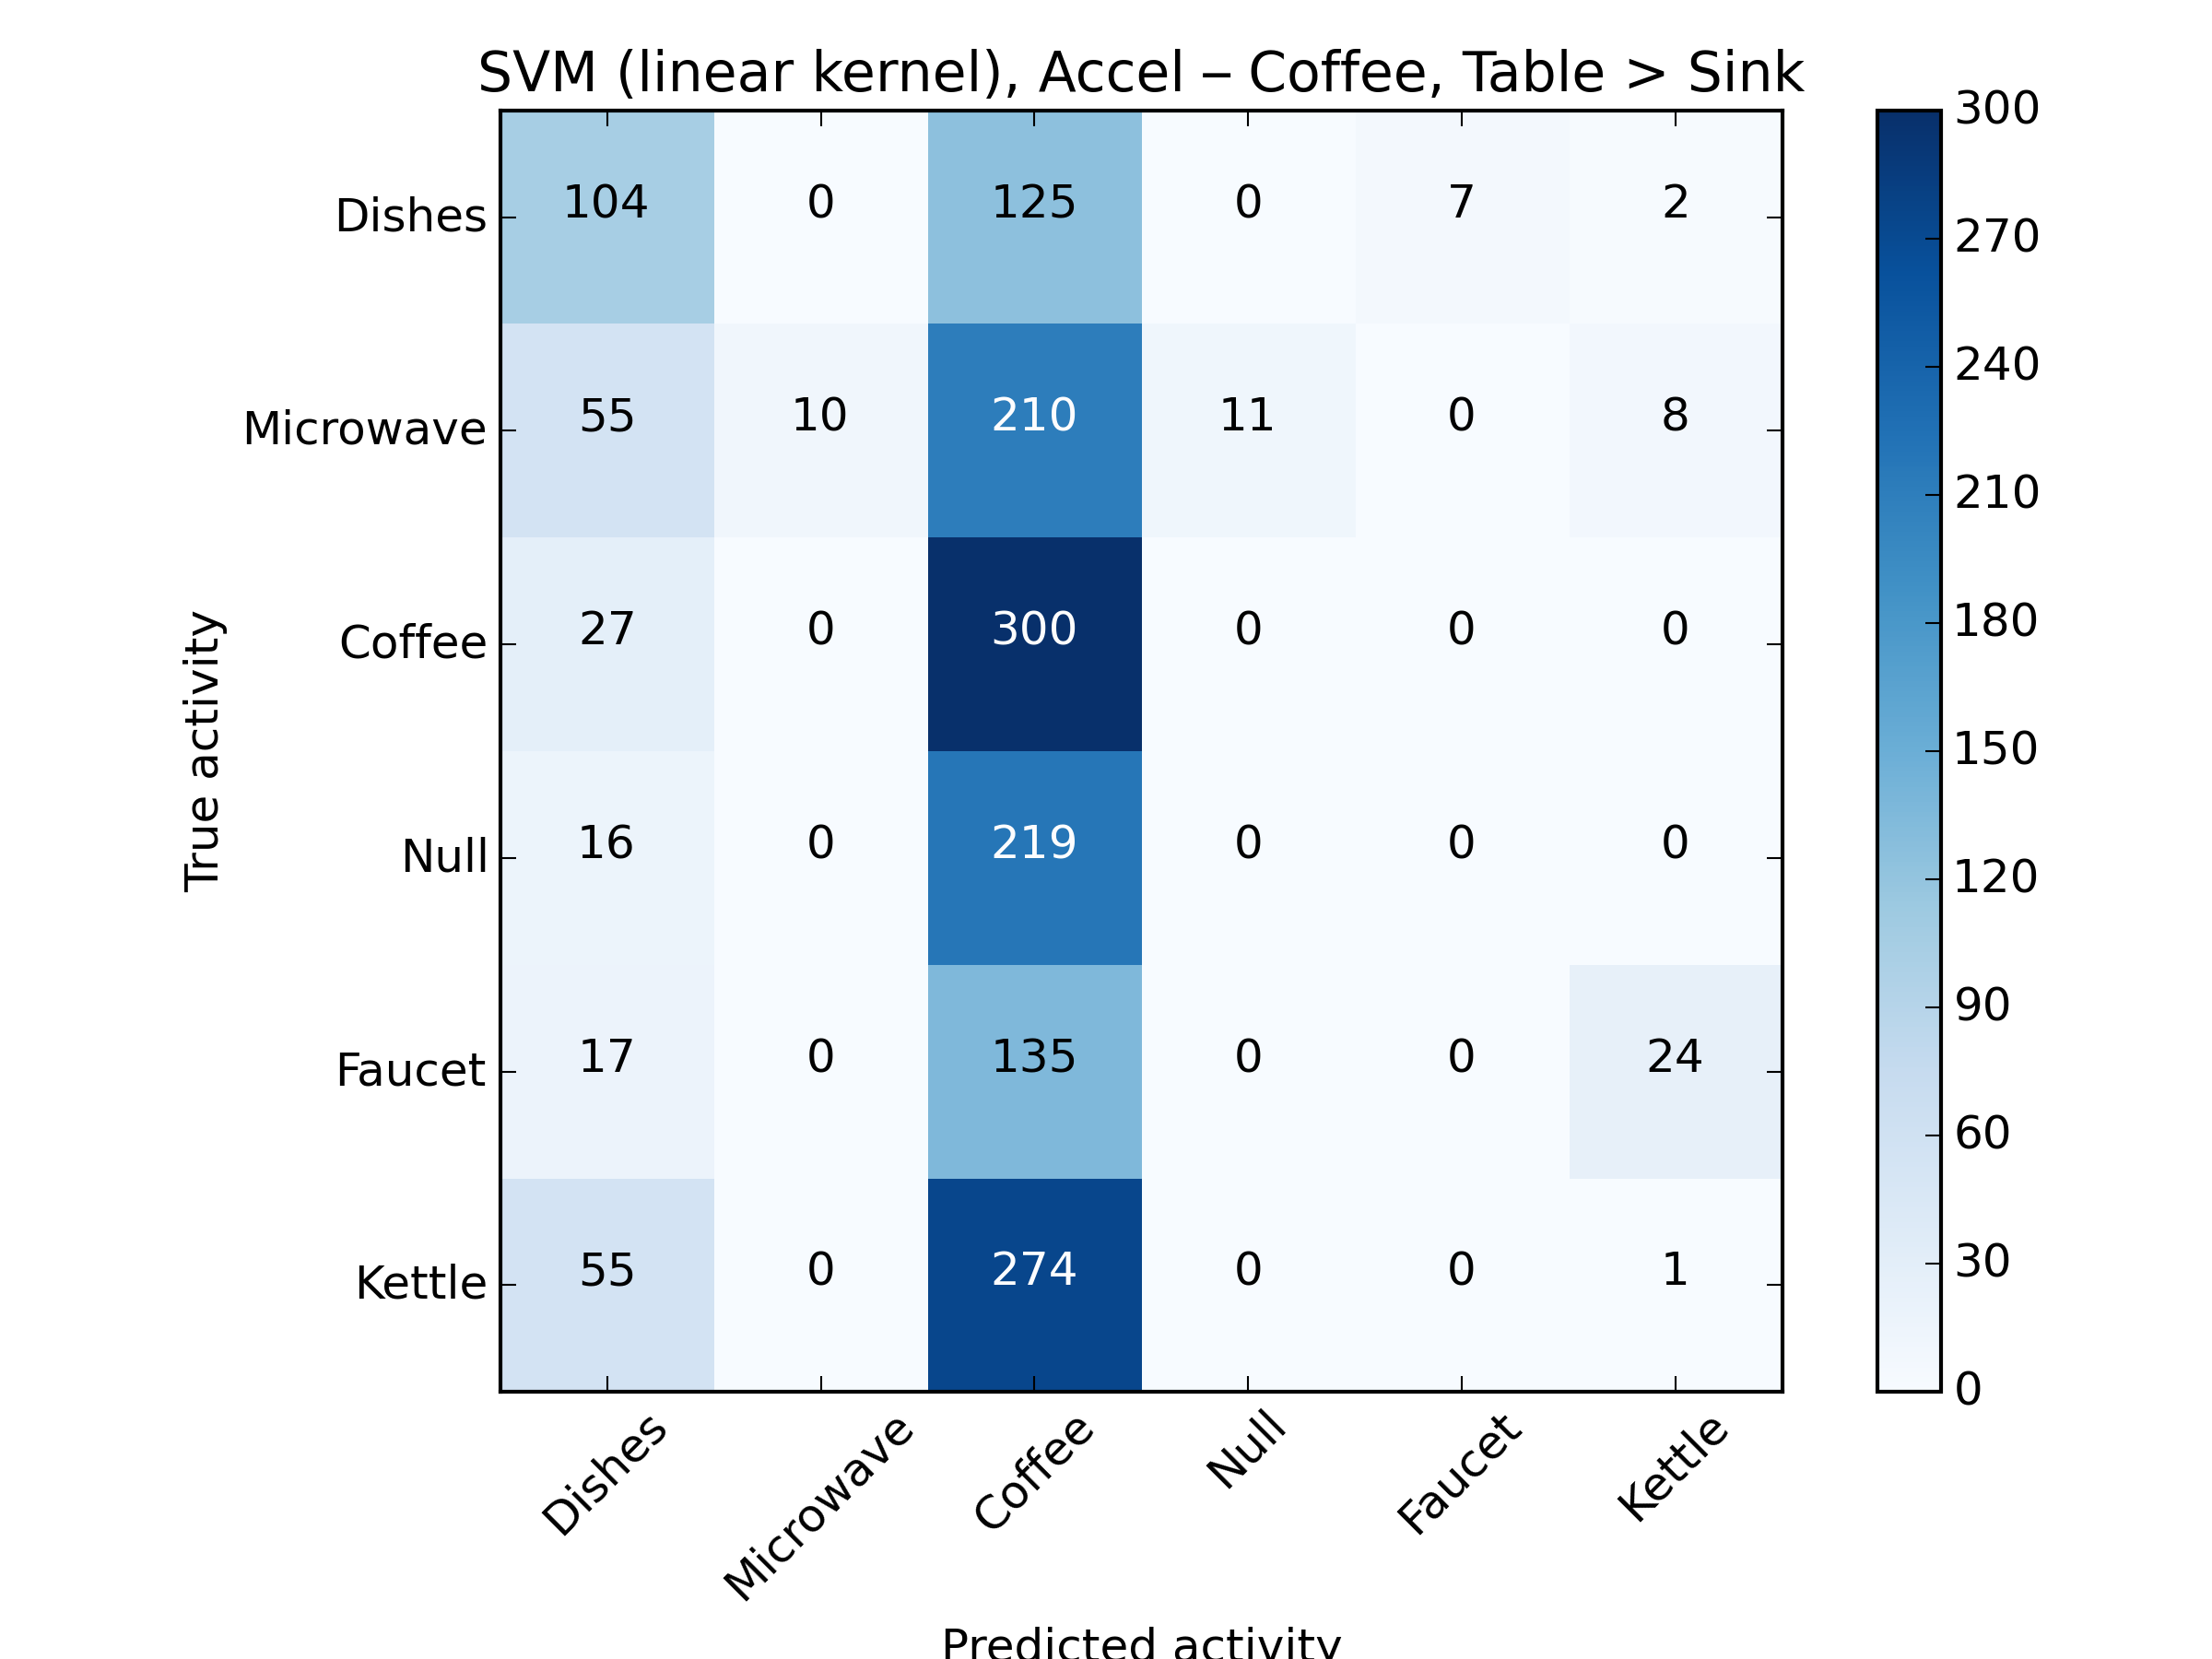 SVM (linear kernel), Accel – Coffee, Table > Sink
True activity
Dishes 104 0 125 0 7 2
Microwave 55 10 210 11 0 8
Coffee 27 0 300 0 0 0
Null 16 0 219 0 0 0
Faucet 17 0 135 0 0 24
Kettle 55 0 274 0 0 1
Dishes Microwave Coffee Null Faucet Kettle
Predicted activity
300
270
240
210
180
150
120
90
60
30
0